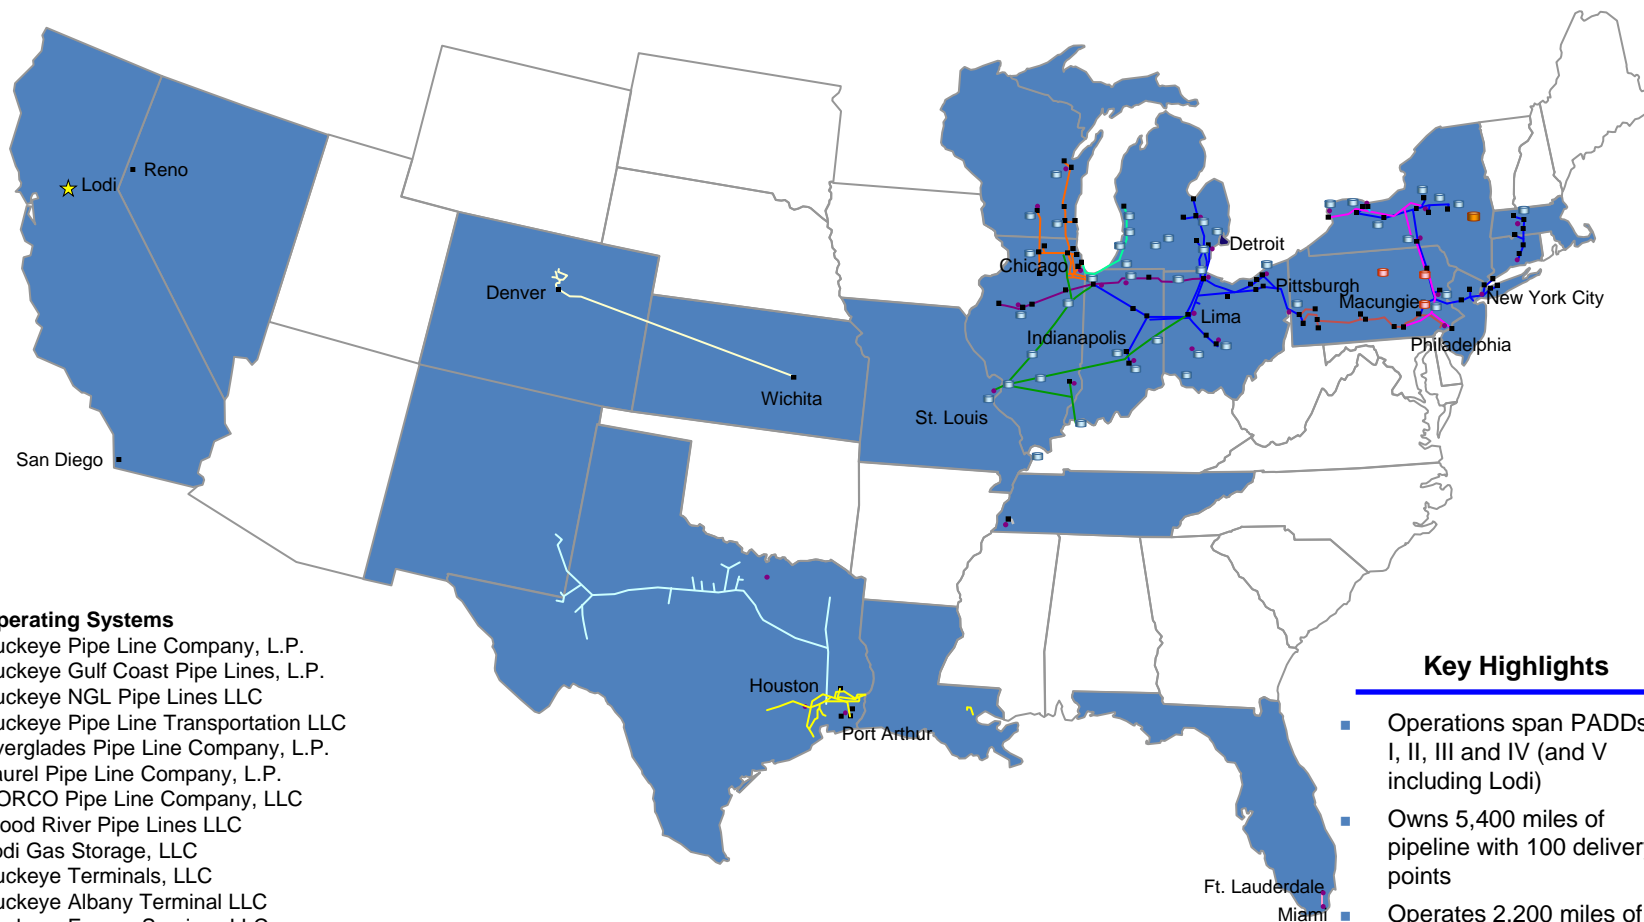 Reno
Lodi
San Diego
Denver
Wichita
St. Louis
Chicago
Indianapolis
Lima
Detroit
Pittsburgh
Macungie
New York City
Philadelphia
Houston
Port Arthur
Ft. Lauderdale
Miami
perating Systems
uckeye Pipe Line Company, L.P.
uckeye Gulf Coast Pipe Lines, L.P.
uckeye NGL Pipe Lines LLC
uckeye Pipe Line Transportation LLC
verglades Pipe Line Company, L.P.
aurel Pipe Line Company, L.P.
ORCO Pipe Line Company, LLC
ood River Pipe Lines LLC
odi Gas Storage, LLC
uckeye Terminals, LLC
uckeye Albany Terminal LLC
Key Highlights
Operations span PADDs
I, II, III and IV (and V
including Lodi)
Owns 5,400 miles of
pipeline with 100 deliver
points
Operates 2,200 miles of